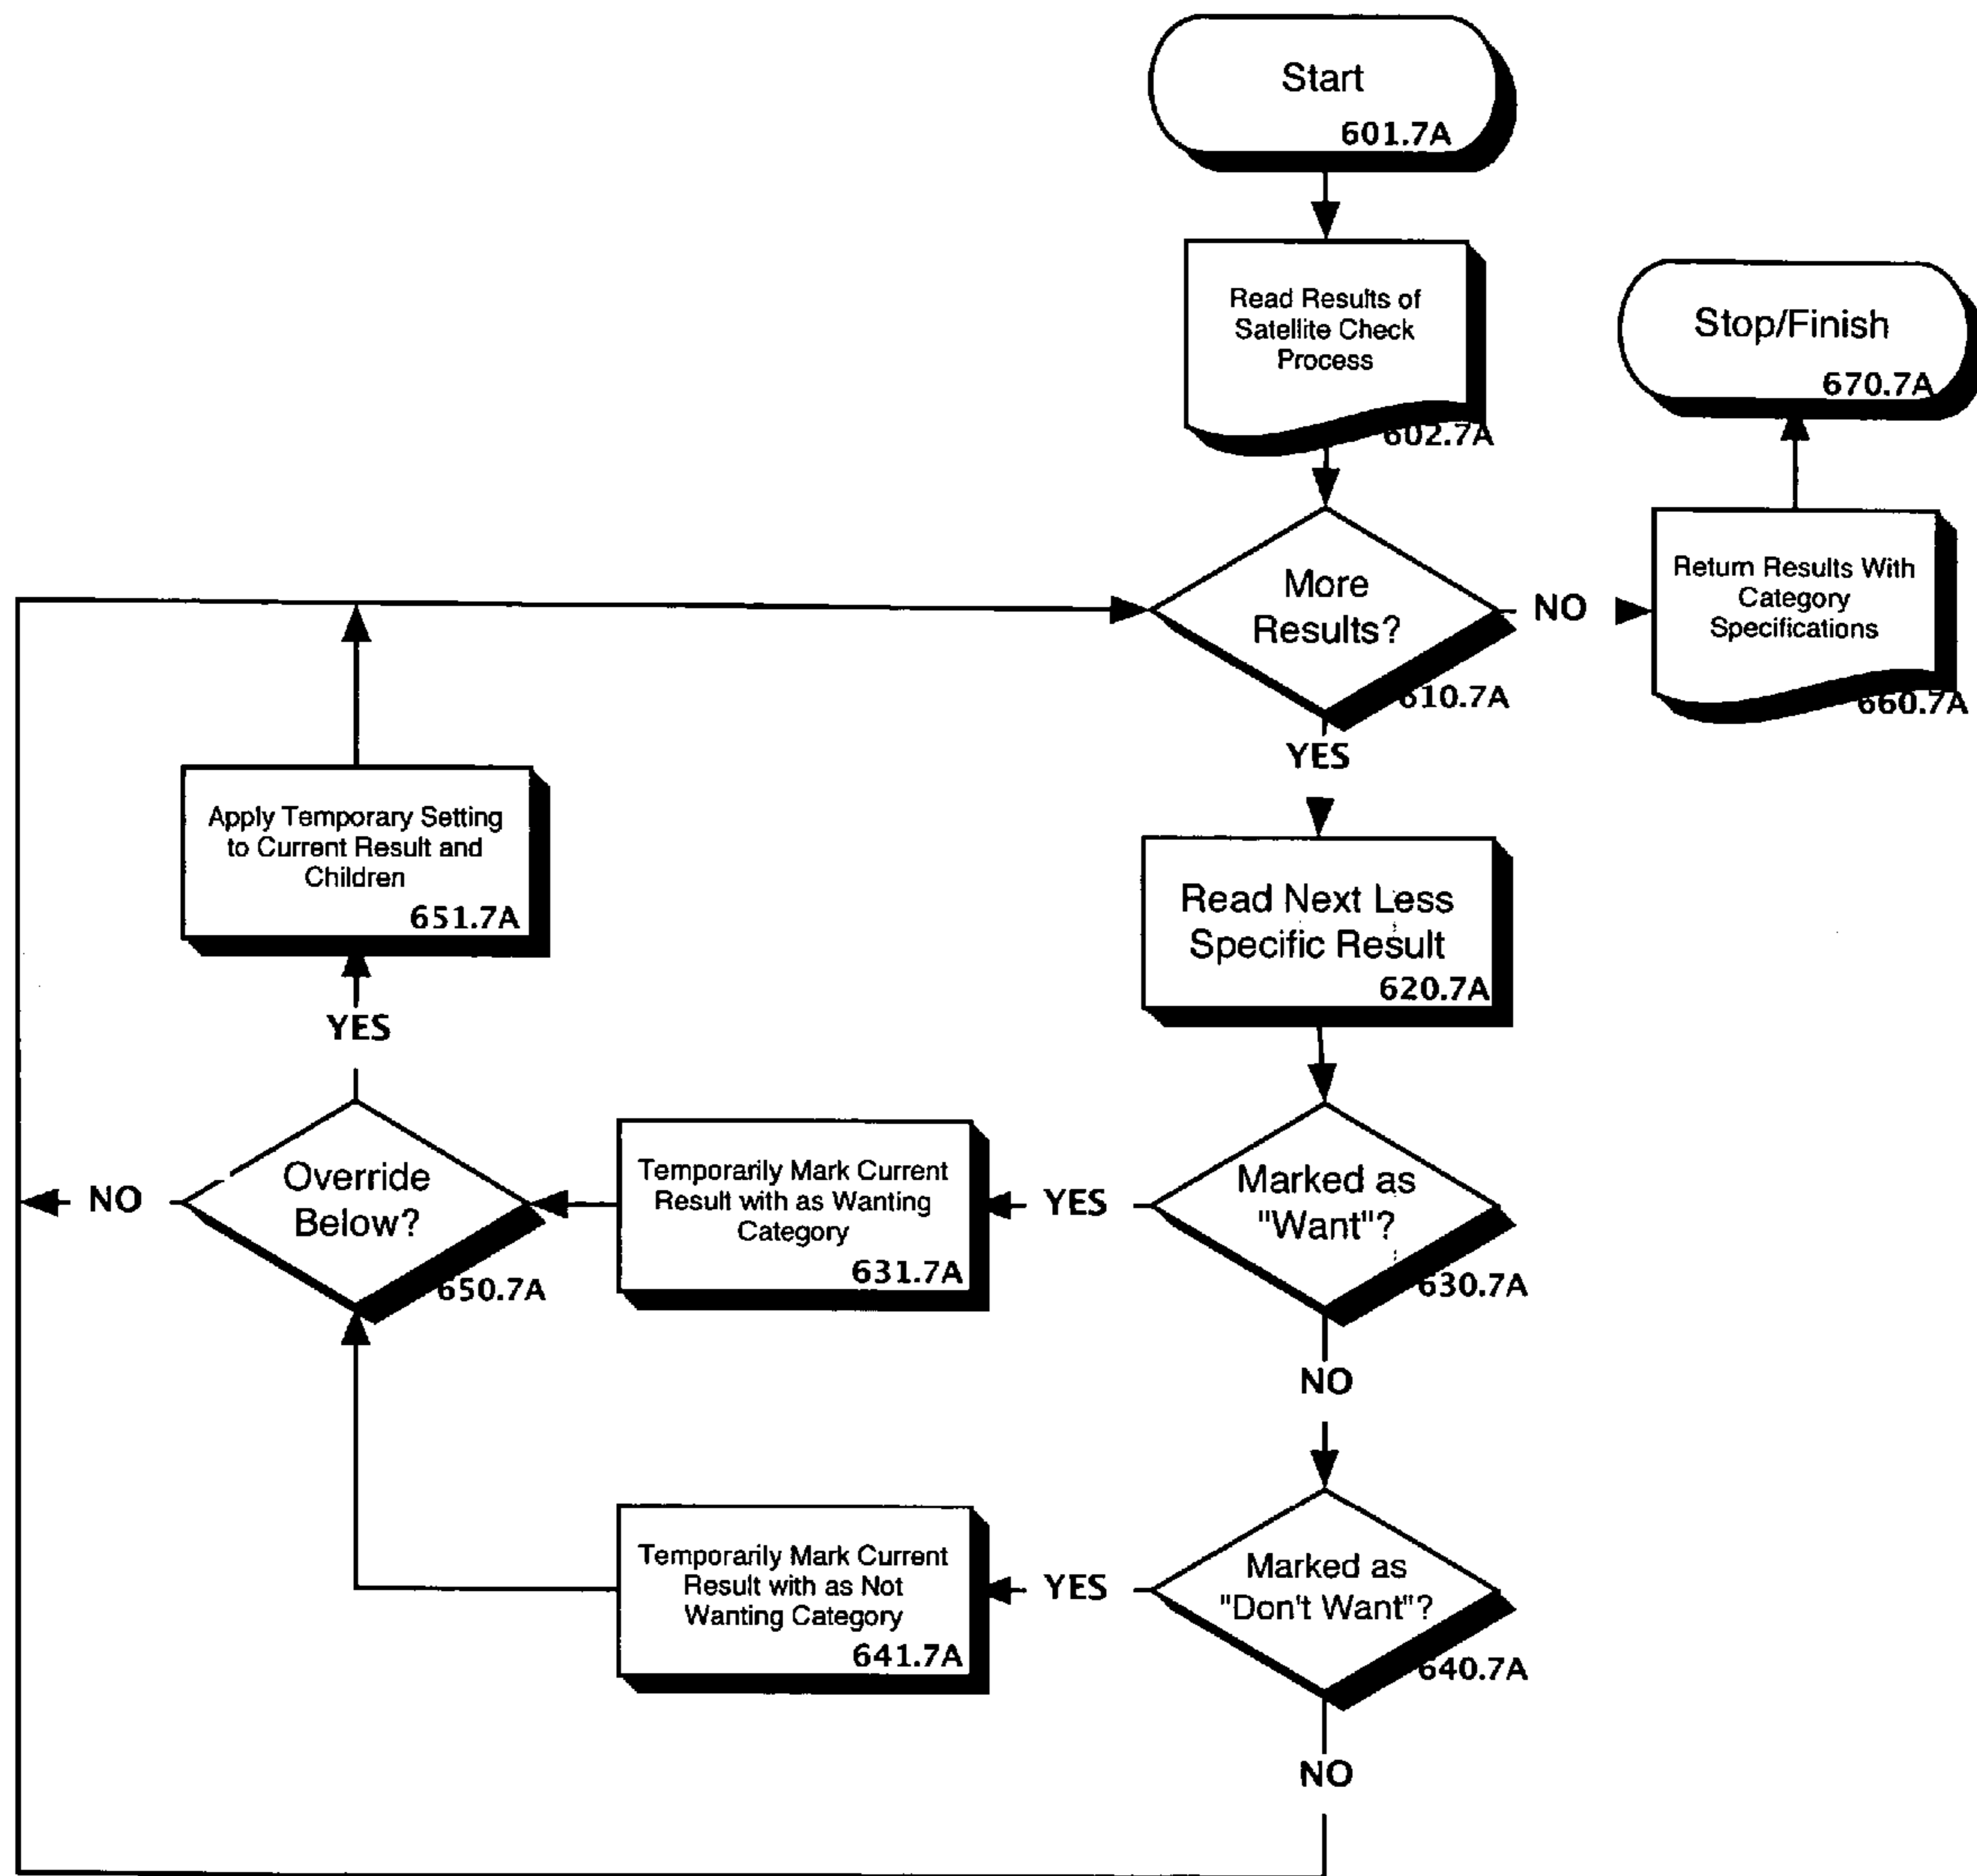 Start
601.7A
Read Results of
Satellite Check
Process
602.7A
Stop/Finish
670.7A
More
Results?
610.7A
NO
Return Results With
Category
Specifications
660.7A
YES
Apply Temporary Setting
to Current Result and
Children
651.7A
Read Next Less
Specific Result
620.7A
YES
Override
Below?
650.7A
NO
Temporarily Mark Current
Result with as Wanting
Category
631.7A
YES
Marked as
"Want"?
630.7A
NO
Temporarily Mark Current
Result with as Not
Wanting Category
641.7A
YES
Marked as
"Don't Want"?
640.7A
NO